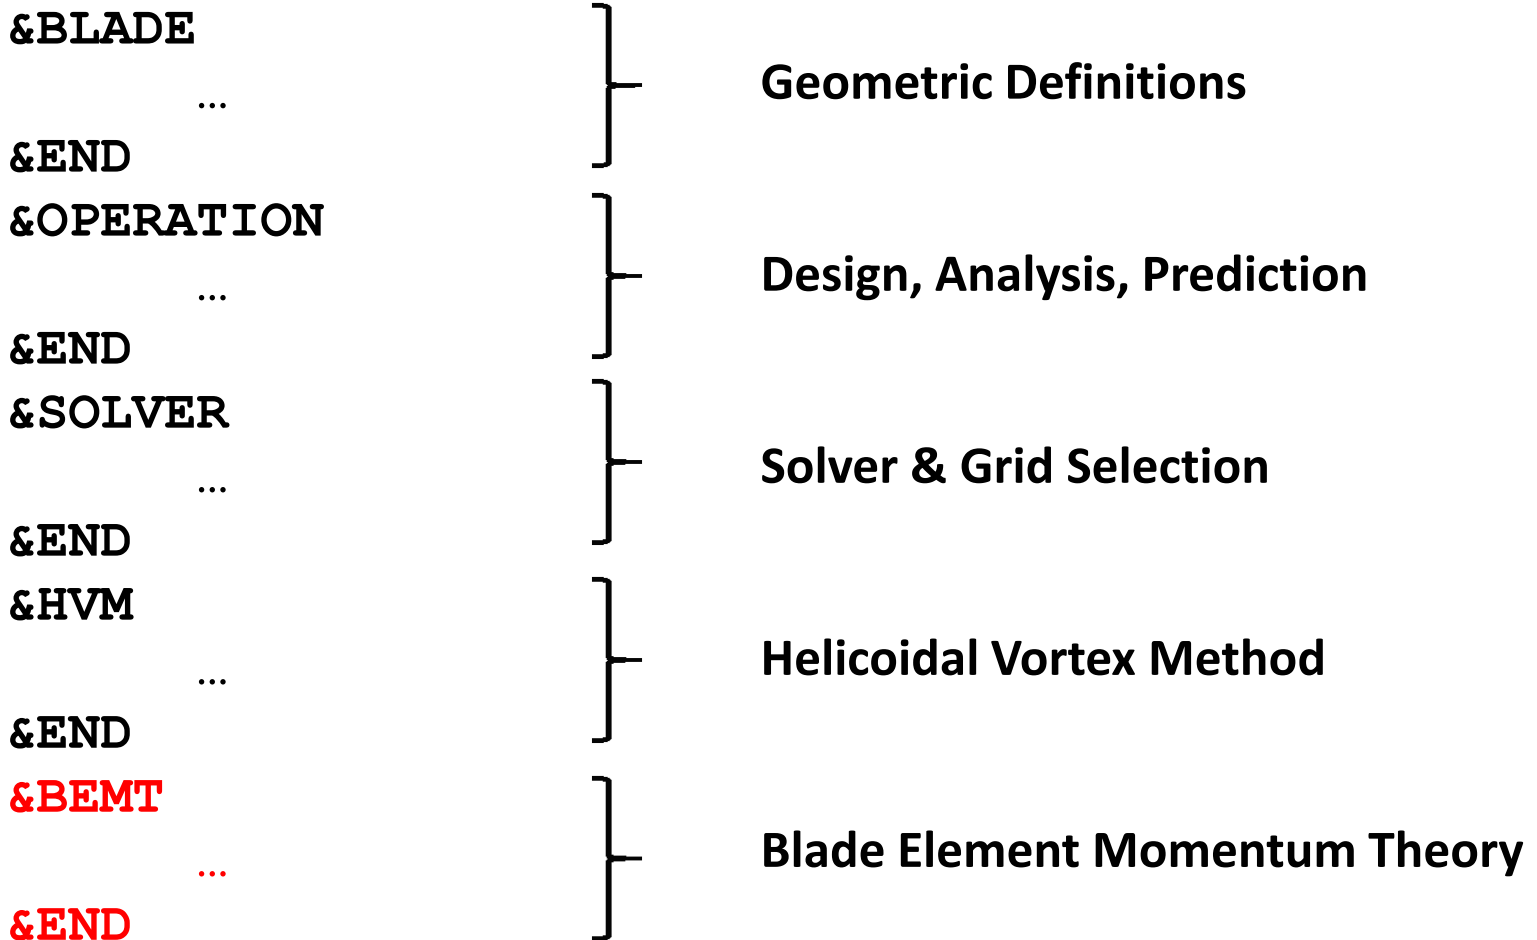 &BLADE
Geometric Definitions
...
&END
&OPERATION
Design, Analysis, Prediction
...
&END
&SOLVER
Solver & Grid Selection
...
&END
&HVM
Helicoidal Vortex Method
...
&END
&BEMT
Blade Element Momentum Theory
...
&END